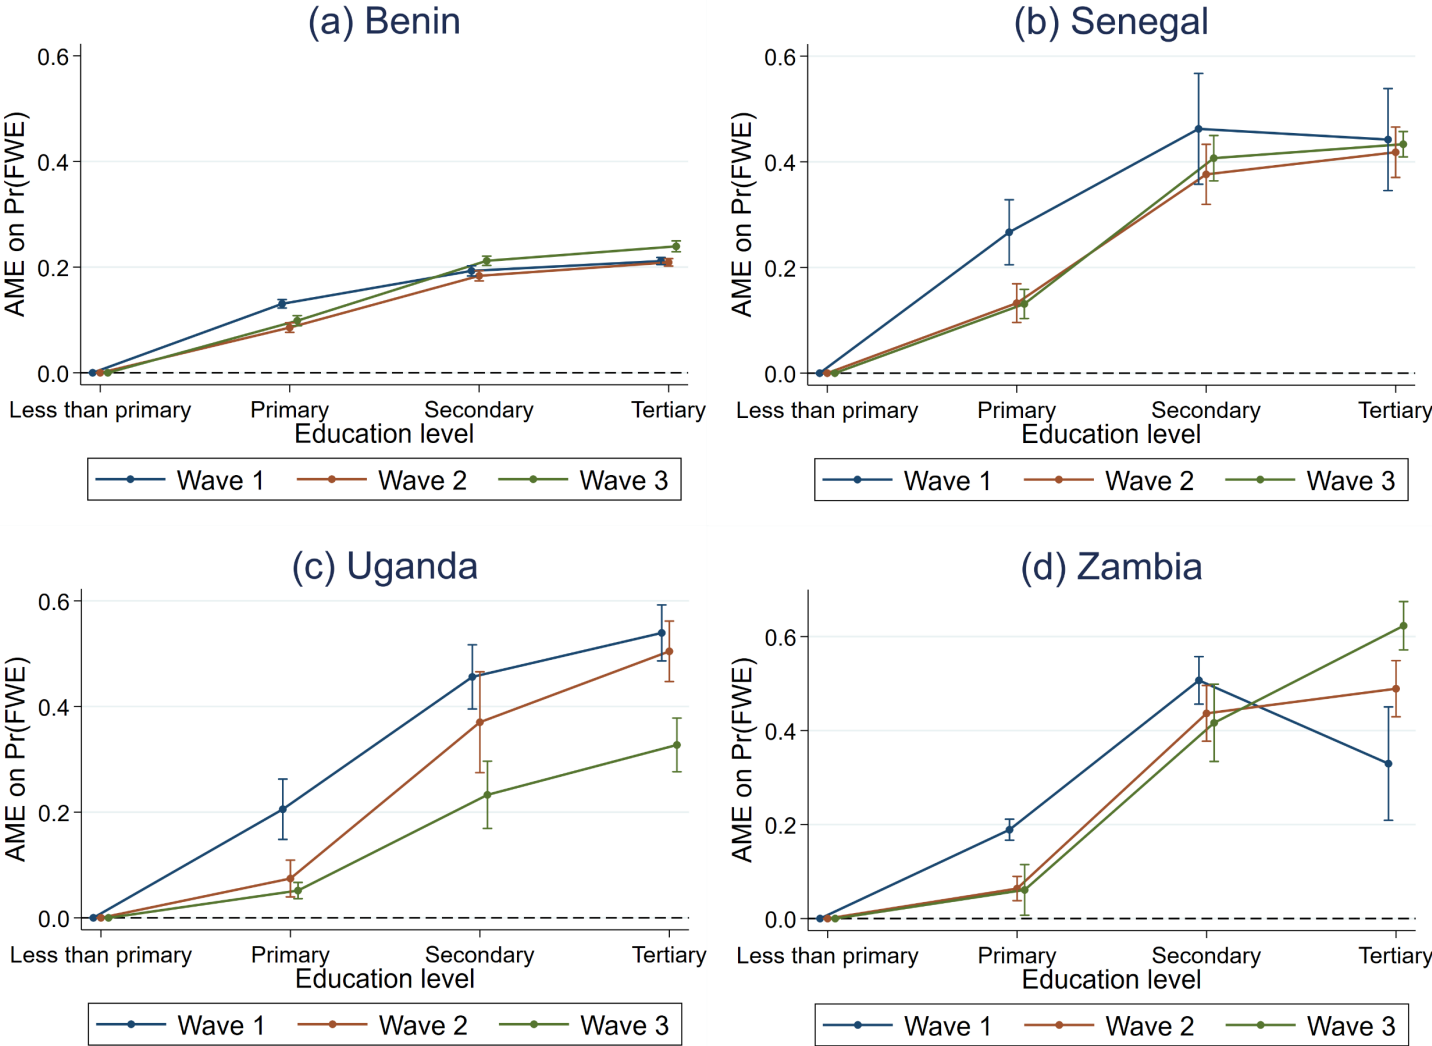 (a) Benin
AME on Pr(FWE)
0.6
0.4
0.2
0.0
Less than primary Primary Secondary Tertiary
Education level
Wave 1 Wave 2 Wave 3
(b) Senegal
AME on Pr(FWE)
0.6
0.4
0.2
0.0
Less than primary Primary Secondary Tertiary
Education level
Wave 1 Wave 2 Wave 3
(c) Uganda
AME on Pr(FWE)
0.6
0.4
0.2
0.0
Less than primary Primary Secondary Tertiary
Education level
Wave 1 Wave 2 Wave 3
(d) Zambia
AME on Pr(FWE)
0.6
0.4
0.2
0.0
Less than primary Primary Secondary Tertiary
Education level
Wave 1 Wave 2 Wave 3